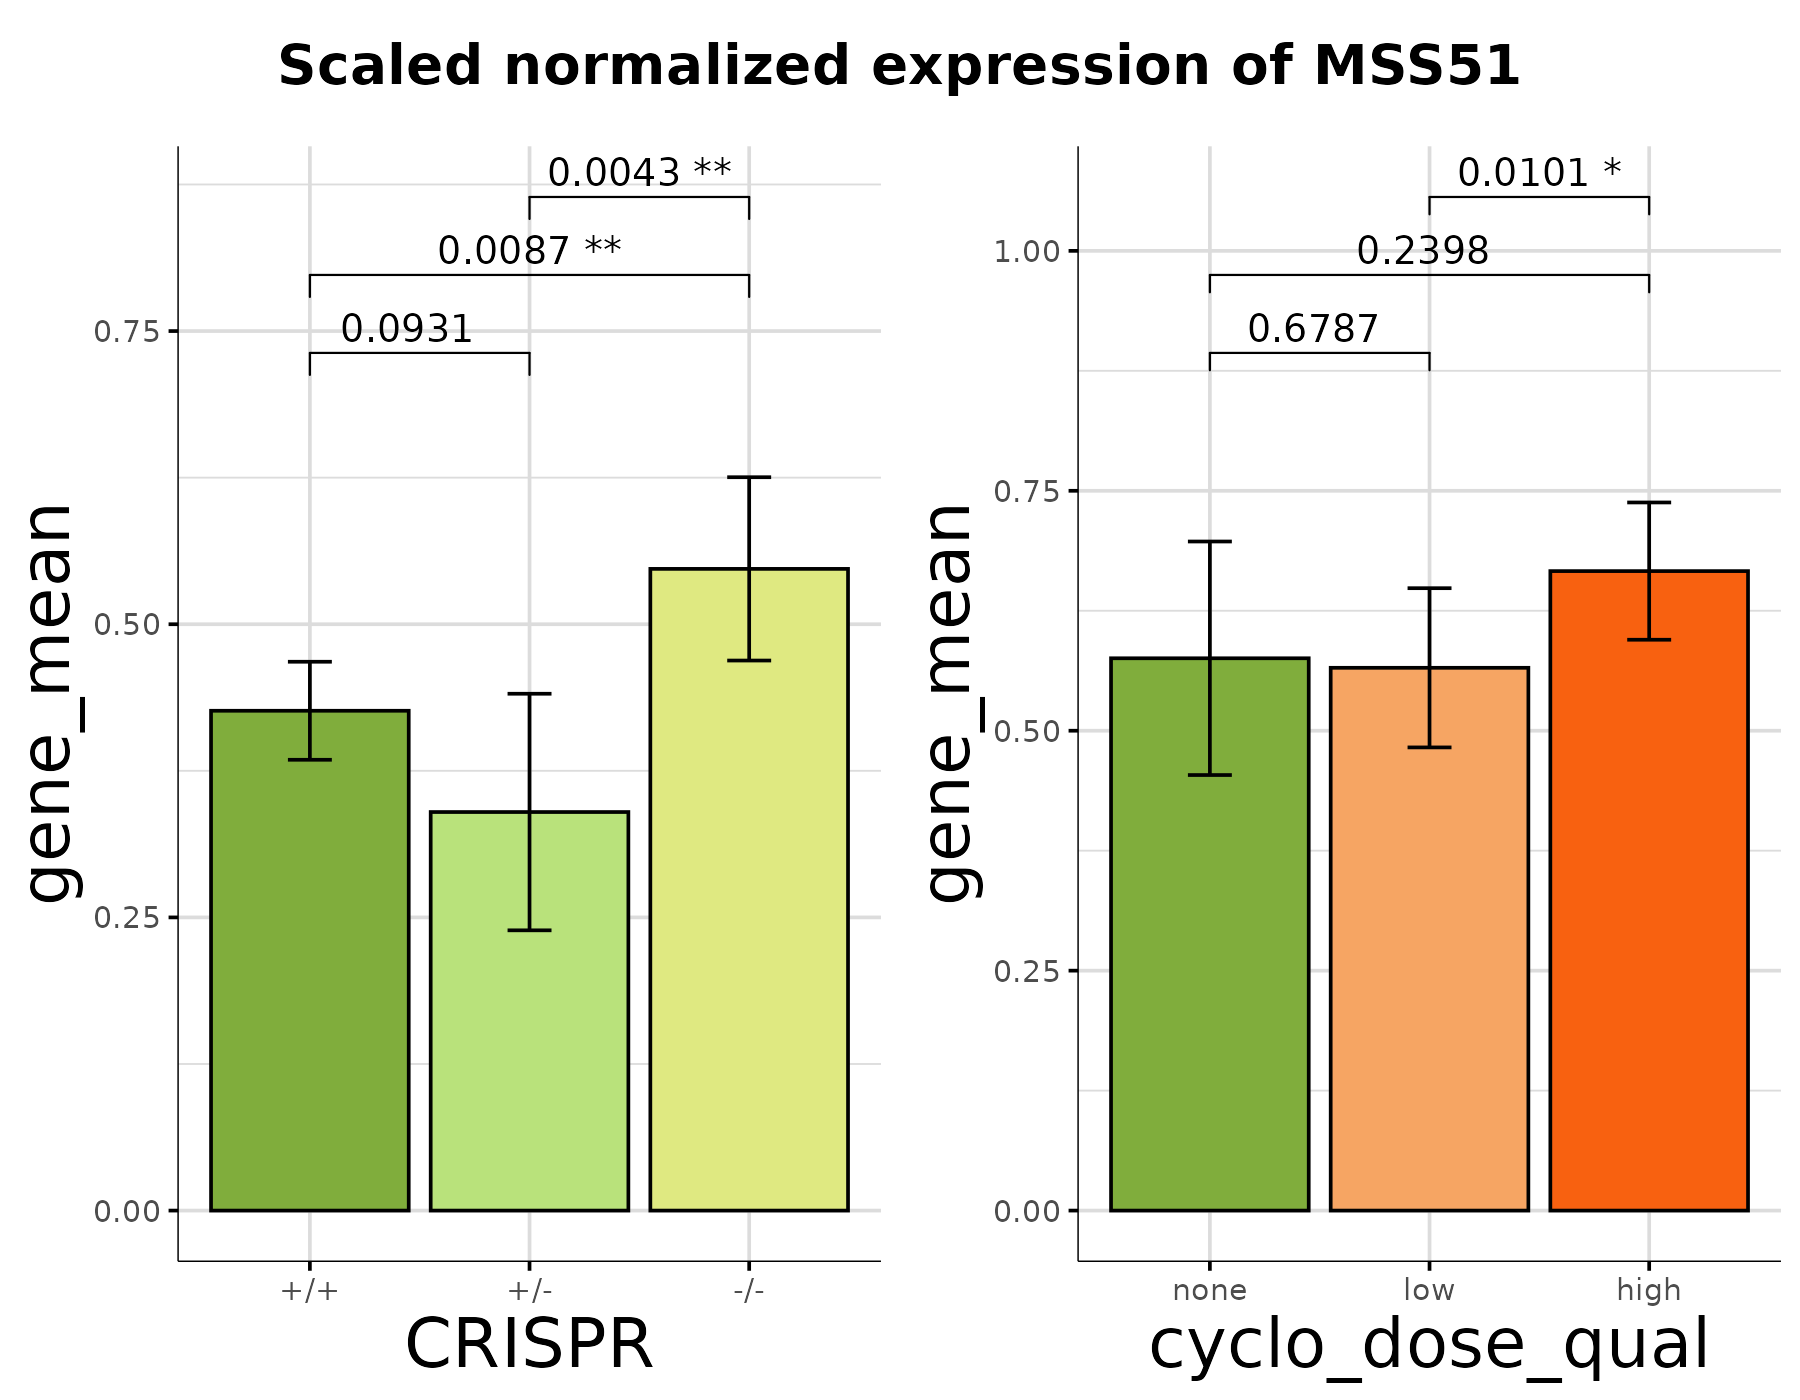 Scaled normalized expression of MSS51
gene_mean
0.75
0.50
0.25
0.00
0.0043 **
0.0087 **
0.0931
+/+
+/-
-/-
CRISPR
gene_mean
1.00
0.75
0.50
0.25
0.00
0.0101 *
0.2398
0.6787
none
low
high
cyclo_dose_qual